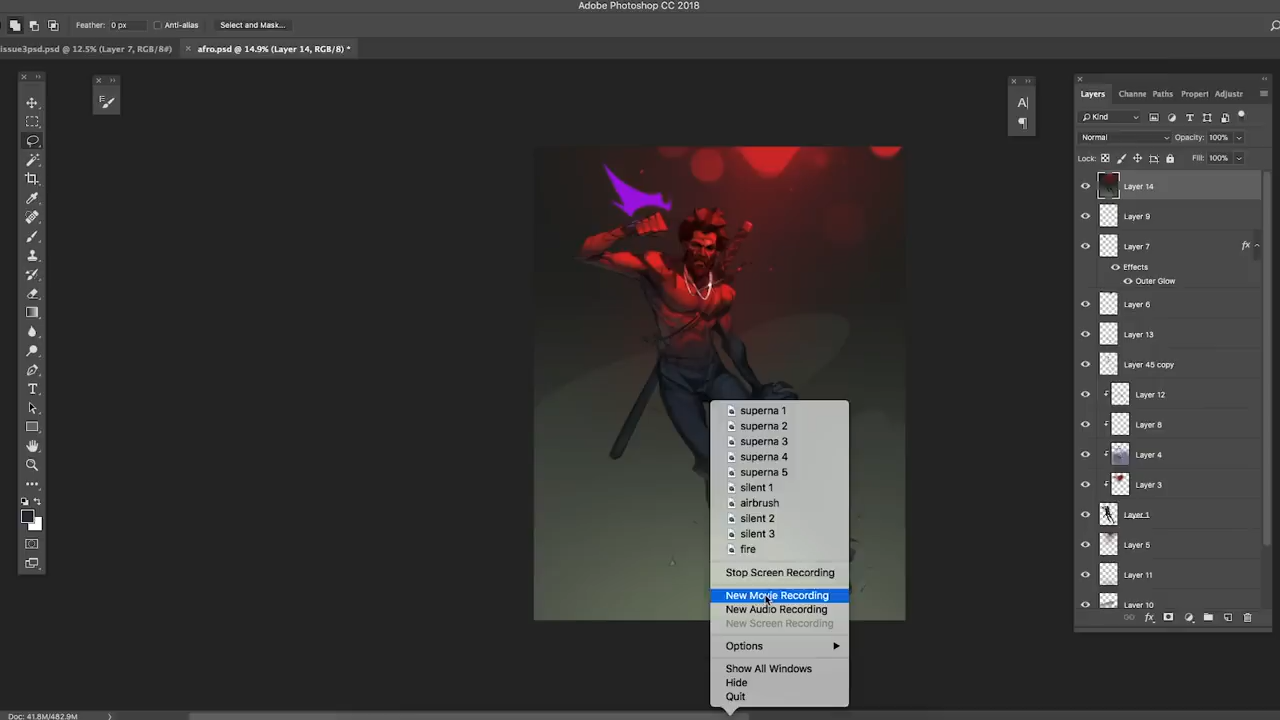 Adobe Photoshop CC 2018
Feather: 0 px Anti-alias Select and Mask...
issue3psd.psd @ 12.5% (Layer 7, RGB/8#) × afro.psd @ 14.9% (Layer 14, RGB/8) *
Layers Channe Paths Propert Adjustr
Kind
Normal Opacity: 100%
Lock: Fill: 100%
Layer 14
Layer 9
Layer 7 fx
Effects
Outer Glow
Layer 6
Layer 13
Layer 45 copy
Layer 12
Layer 8
Layer 4
Layer 3
Layer 1
Layer 5
Layer 11
Layer 10
superna 1
superna 2
superna 3
superna 4
superna 5
silent 1
airbrush
silent 2
silent 3
fire
Stop Screen Recording
New Movie Recording
New Audio Recording
New Screen Recording
Options
Show All Windows
Hide
Quit
Doc: 41.8M/482.9M